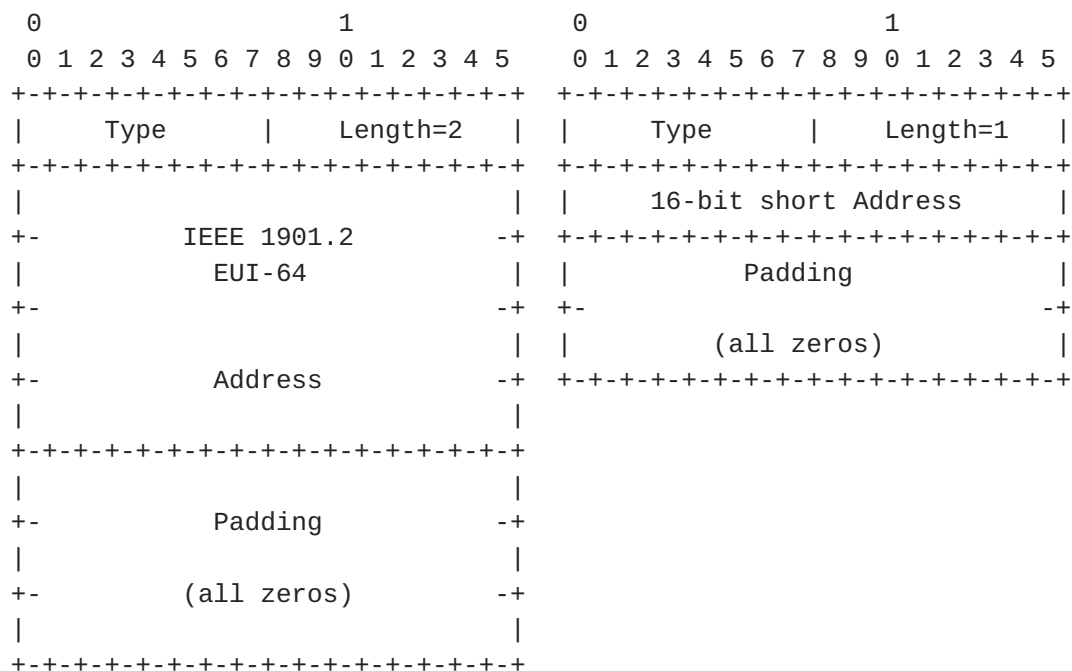 0                   1               0                   1
 0 1 2 3 4 5 6 7 8 9 0 1 2 3 4 5    0 1 2 3 4 5 6 7 8 9 0 1 2 3 4 5
+-+-+-+-+-+-+-+-+-+-+-+-+-+-+-+-+  +-+-+-+-+-+-+-+-+-+-+-+-+-+-+-+-+
|     Type      |    Length=2   |  |     Type      |    Length=1   |
+-+-+-+-+-+-+-+-+-+-+-+-+-+-+-+-+  +-+-+-+-+-+-+-+-+-+-+-+-+-+-+-+-+
|                               |  |     16-bit short Address      |
+-         IEEE 1901.2         -+  +-+-+-+-+-+-+-+-+-+-+-+-+-+-+-+-+
|            EUI-64             |  |           Padding             |
+-                             -+  +-                             -+
|                               |  |         (all zeros)           |
+-           Address           -+  +-+-+-+-+-+-+-+-+-+-+-+-+-+-+-+-+
|                               |
+-+-+-+-+-+-+-+-+-+-+-+-+-+-+-+-+
|                               |
+-           Padding           -+
|                               |
+-         (all zeros)         -+
|                               |
+-+-+-+-+-+-+-+-+-+-+-+-+-+-+-+-+